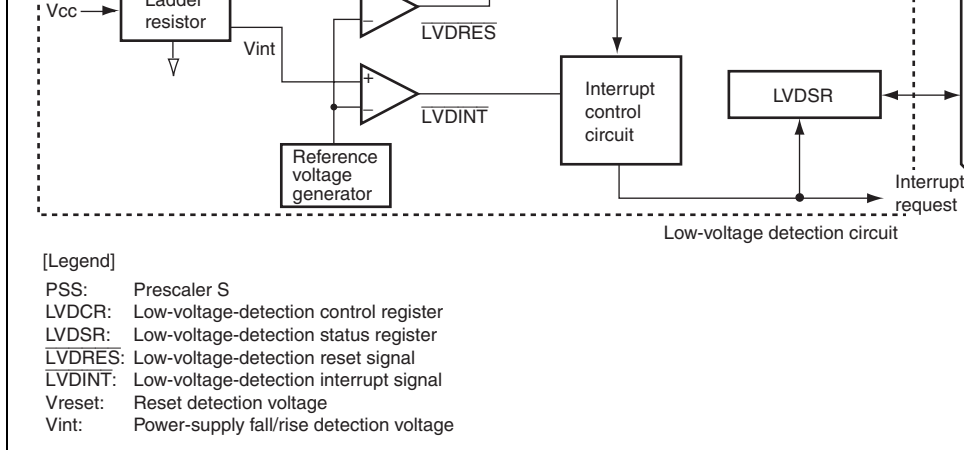 Ladder
resistor
Vcc
Vint
+
−
LVDRES
+
−
LVDINT
Reference
voltage
generator
Interrupt
control
circuit
LVDSR
Interrupt
request
Low-voltage detection circuit
[Legend]
PSS: Prescaler S
LVDCR: Low-voltage-detection control register
LVDSR: Low-voltage-detection status register
LVDRES: Low-voltage-detection reset signal
LVDINT: Low-voltage-detection interrupt signal
Vreset: Reset detection voltage
Vint: Power-supply fall/rise detection voltage